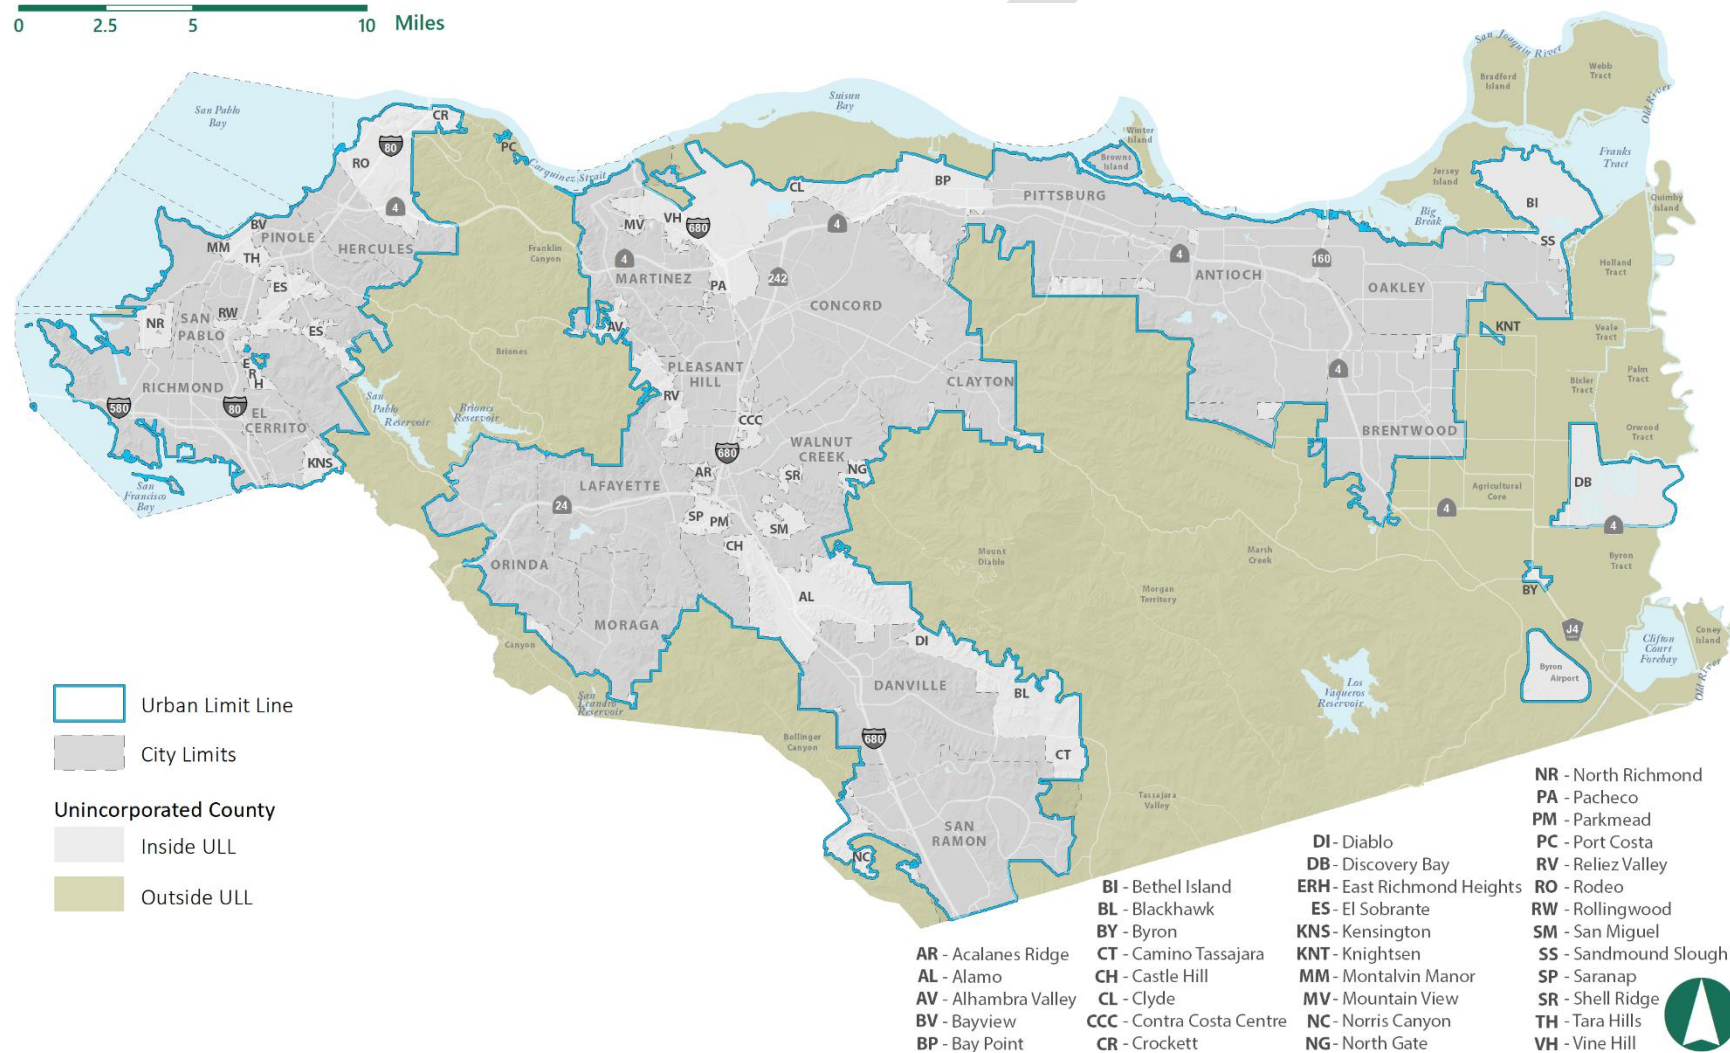 0 2.5 5 10 Miles
San Joaquin River
Bradford
Island
Webb
Tract
Old River
San Pablo
Bay
Suisun
Bay
CR
80
RO
PC
Carquinez Strait
Winter
Island
Browns
Island
Franks
Tract
Jersey
Island
Quimby
Island
CL
BP
PITTSBURG
BI
Big
Break
SS
4
BV
PINOLE
MM
TH
HERCULES
MV
VH
680
4
Franklin
Canyon
4
MARTINEZ
242
PA
CONCORD
4
ANTIOCH
160
OAKLEY
Holland
Tract
ES
NR
SAN
PABLO
RW
ES
AV
KNT
Veale
Tract
Briones
E
R
H
RICHMOND
580
80
EL
CERRITO
San
Pablo
Reservoir
Briones
Reservoir
PLEASANT
HILL
RV
CLAYTON
4
Bixler
Tract
Palm
Tract
CCC
WALNUT
CREEK
BRENTWOOD
Orwood
Tract
KNS
680
AR
SR
NG
San
Francisco
Bay
LAFAYETTE
24
SP
PM
SM
CH
Agricultural
Core
4
DB
4
ORINDA
Mount
Diablo
Marsh
Creek
Byron
Tract
AL
Morgan
Territory
BY
MORAGA
DI
J4
Coney
Island
Clifton
Court
Forebay
Canyon
DANVILLE
BL
Los
Vaqueros
Reservoir
Byron
Airport
Old River
San
Leandro
Reservoir
Bollinger
Canyon
680
CT
Tassajara
Valley
SAN
RAMON
NC
Urban Limit Line
City Limits
Unincorporated County
Inside ULL
Outside ULL
AR - Acalanes Ridge
AL - Alamo
AV - Alhambra Valley
BV - Bayview
BP - Bay Point
BI - Bethel Island
BL - Blackhawk
BY - Byron
CT - Camino Tassajara
CH - Castle Hill
CL - Clyde
CCC - Contra Costa Centre
CR - Crockett
DI - Diablo
DB - Discovery Bay
ERH - East Richmond Heights
ES - El Sobrante
KNS - Kensington
KNT - Knightsen
MM - Montalvin Manor
MV - Mountain View
NC - Norris Canyon
NG - North Gate
NR - North Richmond
PA - Pacheco
PM - Parkmead
PC - Port Costa
RV - Reliez Valley
RO - Rodeo
RW - Rollingwood
SM - San Miguel
SS - Sandmound Slough
SP - Saranap
SR - Shell Ridge
TH - Tara Hills
VH - Vine Hill